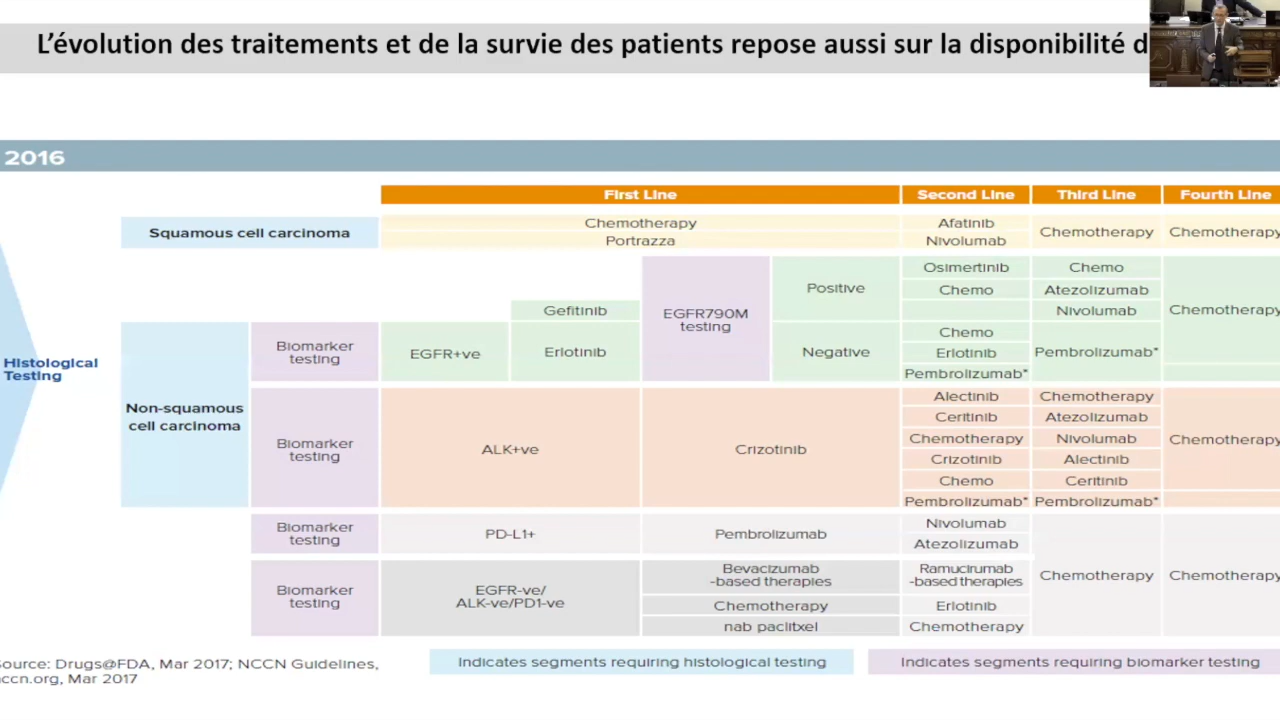 L'évolution des traitements et de la survie des patients repose aussi sur la disponibilité d
2016
First Line
Second Line
Third Line
Fourth Line
Squamous cell carcinoma
Chemotherapy
Portrazza
Afatinib
Nivolumab
Chemotherapy
Chemotherapy
Histological
Testing
Non-squamous
cell carcinoma
Biomarker
testing
EGFR+ve
Gefitinib
Erlotinib
EGFR790M
testing
Positive
Negative
Osimertinib
Chemo
Chemo
Erlotinib
Pembrolizumab*
Chemo
Atezolizumab
Nivolumab
Pembrolizumab*
Chemotherapy
Biomarker
testing
ALK+ve
Crizotinib
Alectinib
Ceritinib
Chemotherapy
Crizotinib
Chemo
Pembrolizumab*
Chemotherapy
Atezolizumab
Nivolumab
Alectinib
Ceritinib
Pembrolizumab*
Chemotherapy
Biomarker
testing
PD-L1+
Pembrolizumab
Nivolumab
Atezolizumab
Biomarker
testing
EGFR-ve/
ALK-ve/PD1-ve
Bevacizumab
-based therapies
Chemotherapy
nab paclitxel
Ramucirumab
-based therapies
Erlotinib
Chemotherapy
Chemotherapy
Chemotherapy
ource: Drugs@FDA, Mar 2017; NCCN Guidelines,
ccn.org, Mar 2017
Indicates segments requiring histological testing
Indicates segments requiring biomarker testing